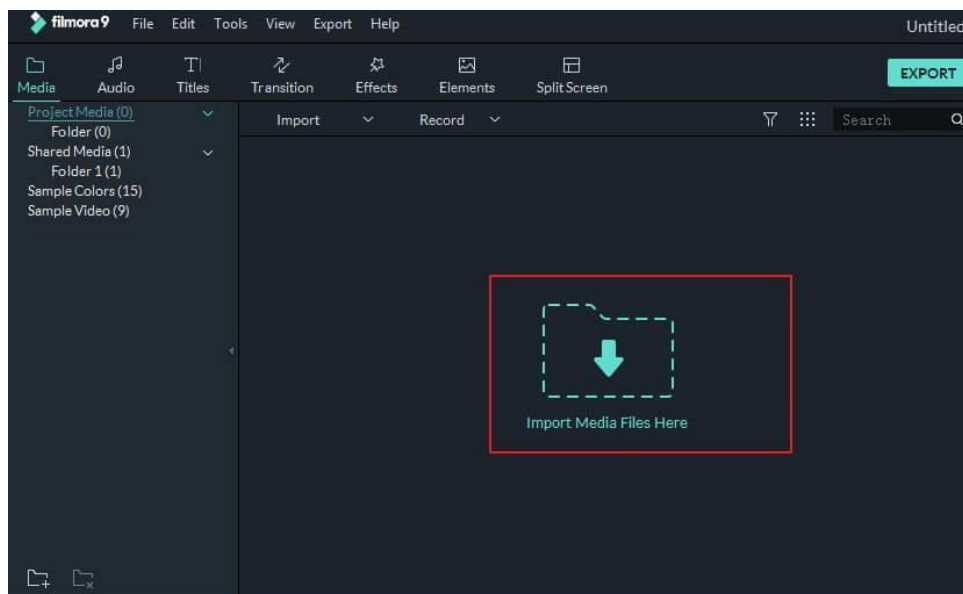 filmora9 File Edit Tools View Export Help Untitled
Media Audio Titles Transition Effects Elements Split Screen EXPORT
Project Media (0)
Import Record Search
Folder (0)
Shared Media (1)
Folder 1 (1)
Sample Colors (15)
Sample Video (9)
Import Media Files Here